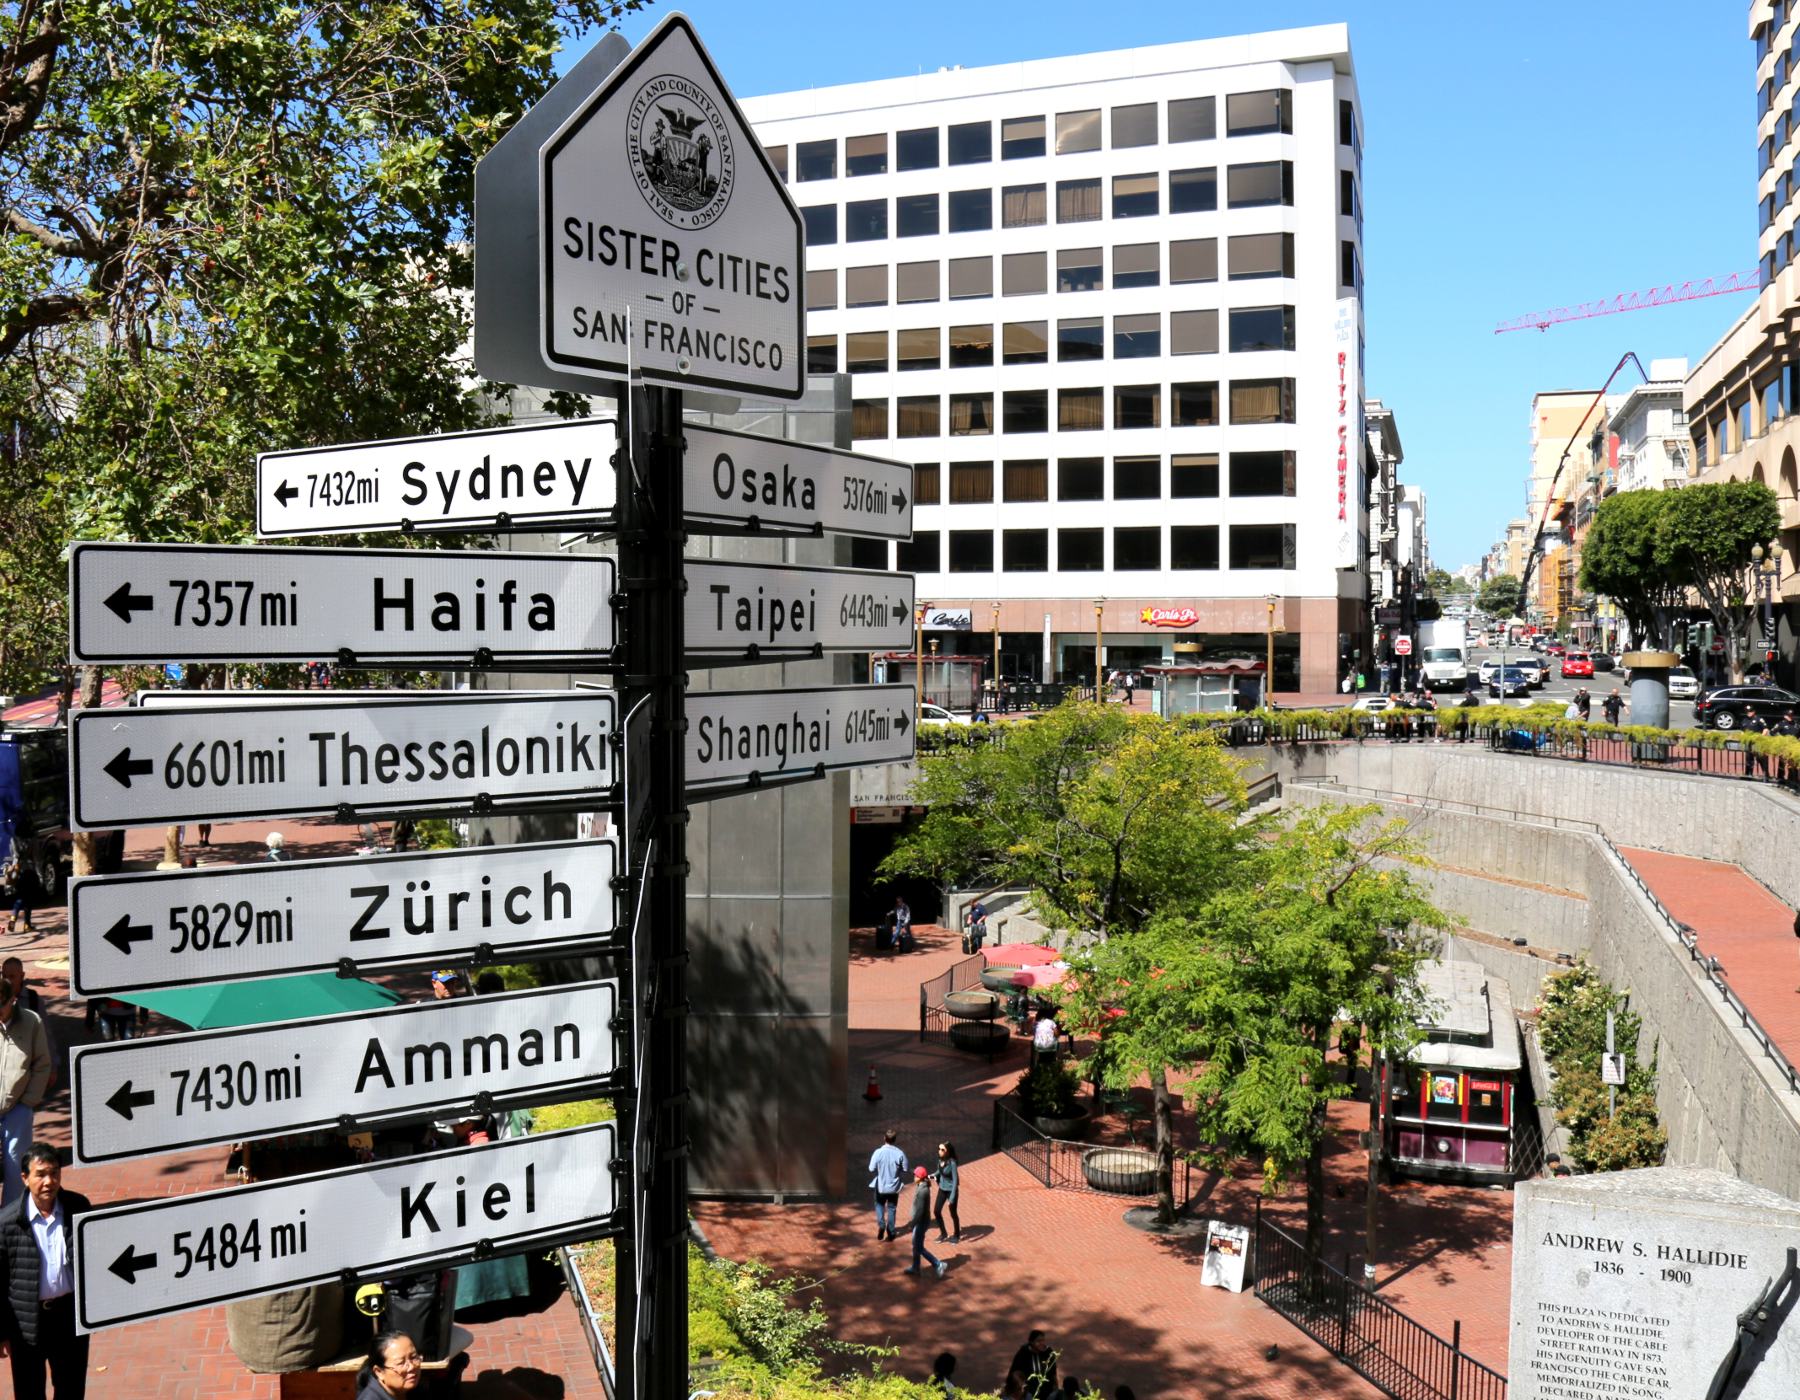 SEAL OF THE CITY AND COUNTY OF SAN FRANCISCO
SISTER CITIES
— OF —
SAN FRANCISCO
← 7432mi Sydney
Osaka 5376mi →
← 7357mi Haifa
Taipei 6443mi →
← 6601mi Thessaloniki
Shanghai 6145mi →
← 5829mi Zürich
← 7430mi Amman
← 5484mi Kiel
RITZ CAMERA
HOTEL
Carl's Jr.
SAN FRANCISC
ANDREW S. HALLIDIE
1836 - 1900
THIS PLAZA IS DEDICATED
TO ANDREW S. HALLIDIE,
DEVELOPER OF THE CABLE
STREET RAILWAY IN 1873.
HIS INGENUITY GAVE SAN
FRANCISCO THE CABLE CAR,
MEMORIALIZED IN SONG,
DECLARED A